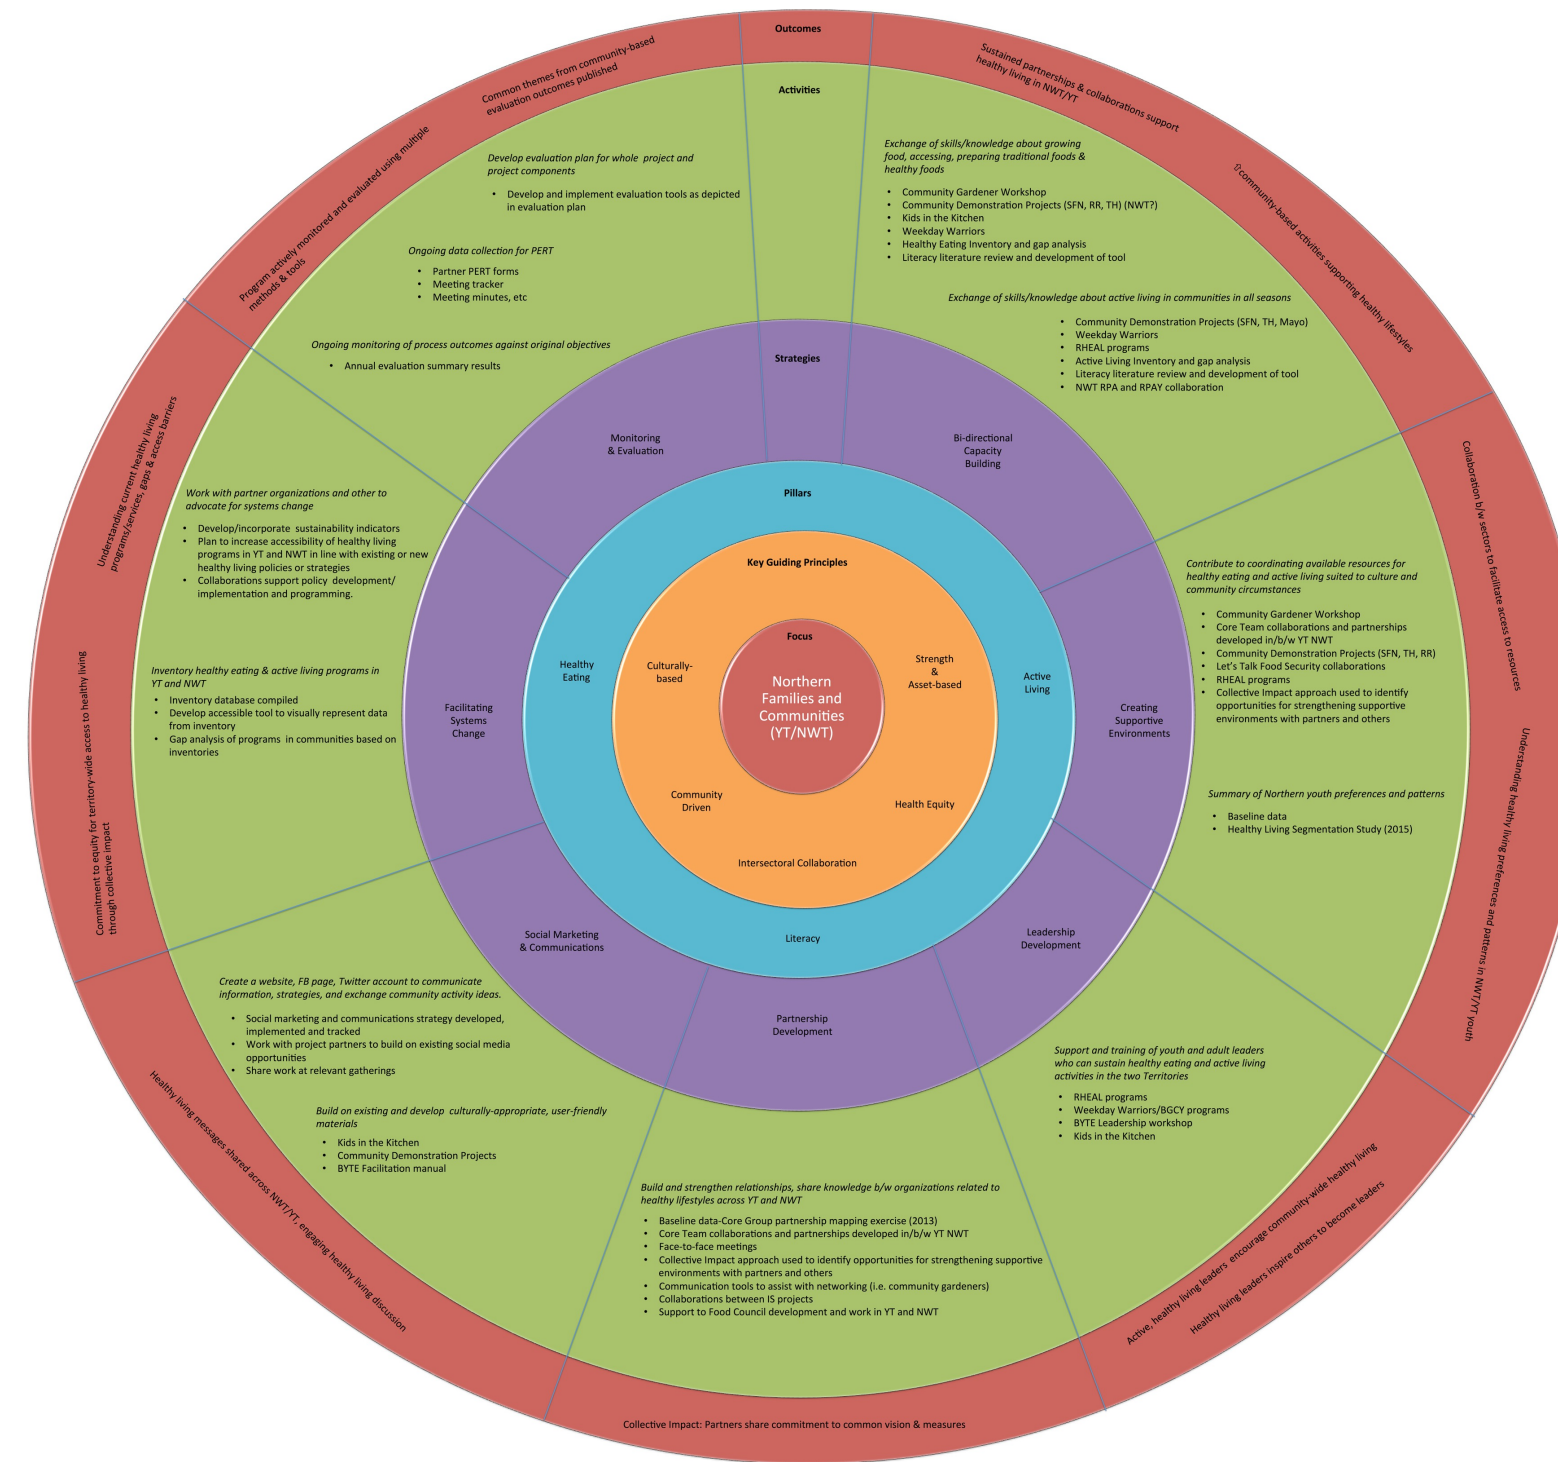 Outcomes
Activities
Strategies
Pillars
Key Guiding Principles
Focus
Northern
Families and
Communities
(YT/NWT)
Culturally-
based
Strength
&
Asset-based
Community
Driven
Health Equity
Intersectoral Collaboration
Healthy
Eating
Active
Living
Literacy
Monitoring
& Evaluation
Bi-directional
Capacity
Building
Facilitating
Systems
Change
Creating
Supportive
Environments
Social Marketing
& Communications
Leadership
Development
Partnership
Development
Sustained partnerships & collaborations support
healthy living in NWT/YT
⇧community-based activities supporting healthy lifestyles
Exchange of skills/knowledge about growing
food, accessing, preparing traditional foods &
healthy foods
• Community Gardener Workshop
• Community Demonstration Projects (SFN, RR, TH) (NWT?)
• Kids in the Kitchen
• Weekday Warriors
• Healthy Eating Inventory and gap analysis
• Literacy literature review and development of tool
Exchange of skills/knowledge about active living in communities in all seasons
• Community Demonstration Projects (SFN, TH, Mayo)
• Weekday Warriors
• RHEAL programs
• Active Living Inventory and gap analysis
• Literacy literature review and development of tool
• NWT RPA and RPAY collaboration
Collaboration b/w sectors to facilitate access to resources
Understanding healthy living preferences and patterns in NWT/YT youth
Contribute to coordinating available resources for
healthy eating and active living suited to culture and
community circumstances
• Community Gardener Workshop
• Core Team collaborations and partnerships
developed in/b/w YT NWT
• Community Demonstration Projects (SFN, TH, RR)
• Let's Talk Food Security collaborations
• RHEAL programs
• Collective Impact approach used to identify
opportunities for strengthening supportive
environments with partners and others
Summary of Northern youth preferences and patterns
• Baseline data
• Healthy Living Segmentation Study (2015)
Support and training of youth and adult leaders
who can sustain healthy eating and active living
activities in the two Territories
• RHEAL programs
• Weekday Warriors/BGCY programs
• BYTE Leadership workshop
• Kids in the Kitchen
Active, healthy living leaders encourage community-wide healthy living
Healthy living leaders inspire others to become leaders
Build and strengthen relationships, share knowledge b/w organizations related to
healthy lifestyles across YT and NWT
• Baseline data-Core Group partnership mapping exercise (2013)
• Core Team collaborations and partnerships developed in/b/w YT NWT
• Face-to-face meetings
• Collective Impact approach used to identify opportunities for strengthening supportive
environments with partners and others
• Communication tools to assist with networking (i.e. community gardeners)
• Collaborations between IS projects
• Support to Food Council development and work in YT and NWT
Collective Impact: Partners share commitment to common vision & measures
Create a website, FB page, Twitter account to communicate
information, strategies, and exchange community activity ideas.
• Social marketing and communications strategy developed,
implemented and tracked
• Work with project partners to build on existing social media
opportunities
• Share work at relevant gatherings
Build on existing and develop culturally-appropriate, user-friendly
materials
• Kids in the Kitchen
• Community Demonstration Projects
• BYTE Facilitation manual
Healthy living messages shared across NWT/YT, engaging healthy living discussion
Work with partner organizations and other to
advocate for systems change
• Develop/incorporate sustainability indicators
• Plan to increase accessibility of healthy living
programs in YT and NWT in line with existing or new
healthy living policies or strategies
• Collaborations support policy development/
implementation and programming.
Inventory healthy eating & active living programs in
YT and NWT
• Inventory database compiled
• Develop accessible tool to visually represent data
from inventory
• Gap analysis of programs in communities based on
inventories
Understanding current healthy living
programs/services, gaps & access barriers
Commitment to equity for territory-wide access to healthy living
through collective impact
Develop evaluation plan for whole project and
project components
• Develop and implement evaluation tools as depicted
in evaluation plan
Ongoing data collection for PERT
• Partner PERT forms
• Meeting tracker
• Meeting minutes, etc
Ongoing monitoring of process outcomes against original objectives
• Annual evaluation summary results
Common themes from community-based
evaluation outcomes published
Program actively monitored and evaluated using multiple
methods & tools